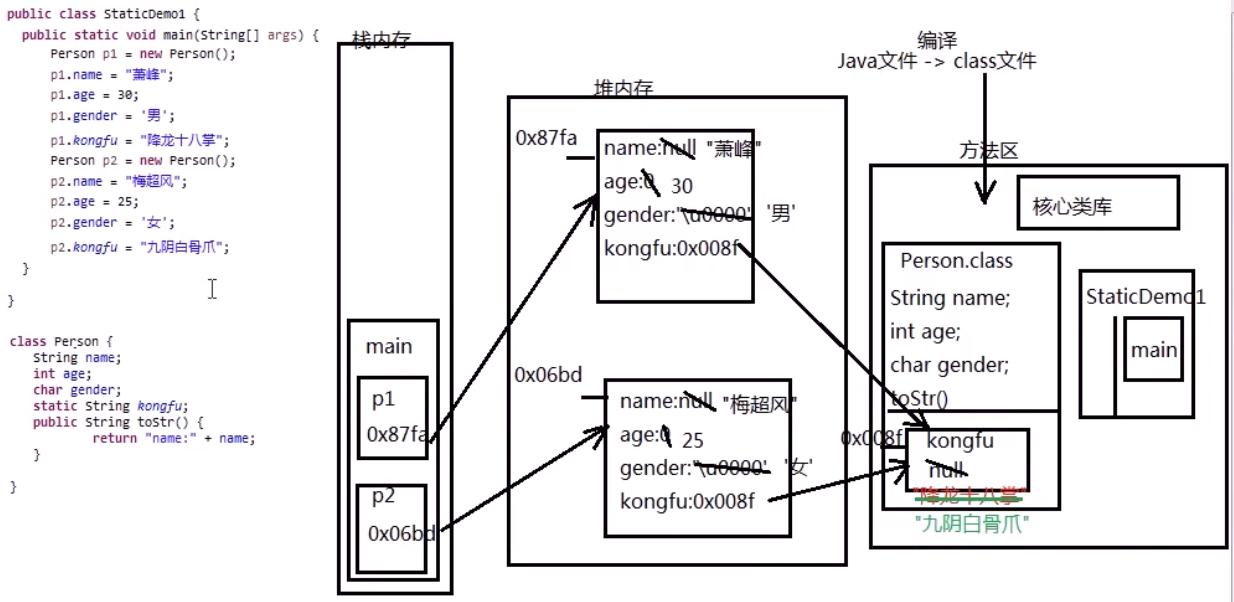 public class StaticDemo1 {
public static void main(String[] args) {
Person p1 = new Person();
p1.name = "萧峰";
p1.age = 30;
p1.gender = '男';
p1.kongfu = "降龙十八掌";
Person p2 = new Person();
p2.name = "梅超风";
p2.age = 25;
p2.gender = '女';
p2.kongfu = "九阴白骨爪";
}
}
class Person {
String name;
int age;
char gender;
static String kongfu;
public String toStr() {
return "name:" + name;
}
}
栈内存
main
p1
0x87fa
p2
0x06bd
堆内存
0x87fa
name:null "萧峰"
age:0 30
gender:"\u0000' '男'
kongfu:0x008f
0x06bd
name:null "梅超风"
age:0 25
gender:"\u0000' '女'
kongfu:0x008f
编译
Java文件 -> class文件
方法区
核心类库
Person.class
String name;
int age;
char gender;
toStr()
0x008f
kongfu
null
"降龙十八掌"
"九阴白骨爪"
StaticDemo1
main